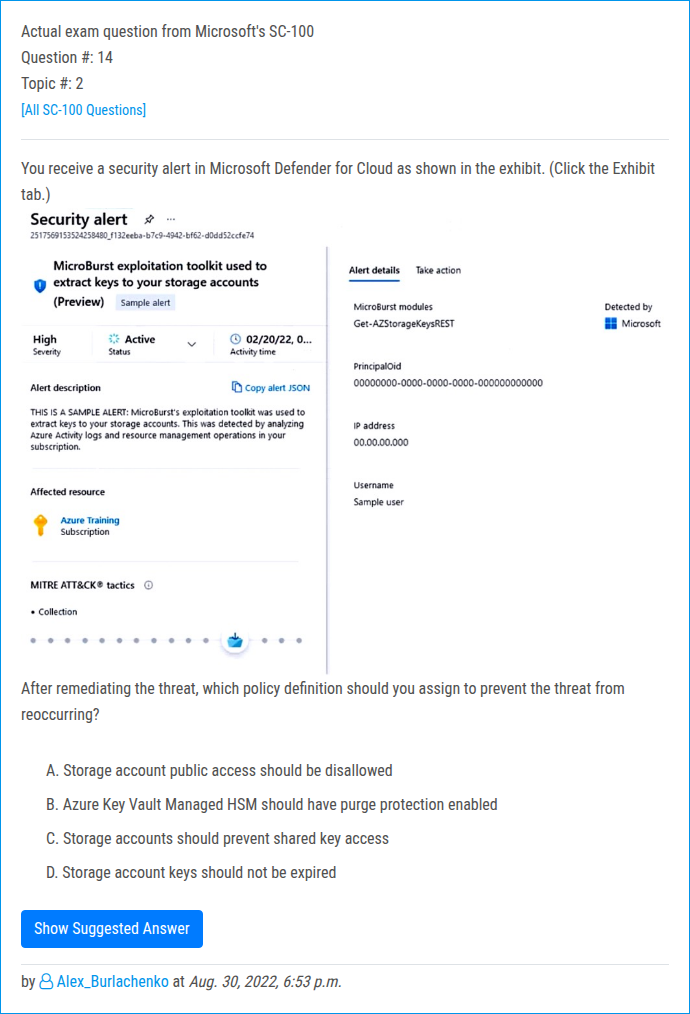 Actual exam question from Microsoft's SC-100
Question #: 14
Topic #: 2
[All SC-100 Questions]
You receive a security alert in Microsoft Defender for Cloud as shown in the exhibit. (Click the Exhibit
tab.)
Security alert ...
2517569153524258480_f132eeba-b7c9-4942-bf62-d0dd52ccfe74
MicroBurst exploitation toolkit used to
extract keys to your storage accounts
(Preview) Sample alert
High Active 02/20/22, 0...
Severity Status Activity time
Alert description Copy alert JSON
THIS IS A SAMPLE ALERT: MicroBurst's exploitation toolkit was used to
extract keys to your storage accounts. This was detected by analyzing
Azure Activity logs and resource management operations in your
subscription.
Affected resource
Azure Training
Subscription
MITRE ATT&CK® tactics
• Collection
Alert details Take action
MicroBurst modules Detected by
Get-AZStorageKeysREST Microsoft
PrincipalOid
00000000-0000-0000-0000-000000000000
IP address
00.00.00.000
Username
Sample user
After remediating the threat, which policy definition should you assign to prevent the threat from
reoccurring?
A. Storage account public access should be disallowed
B. Azure Key Vault Managed HSM should have purge protection enabled
C. Storage accounts should prevent shared key access
D. Storage account keys should not be expired
Show Suggested Answer
by Alex_Burlachenko at Aug. 30, 2022, 6:53 p.m.